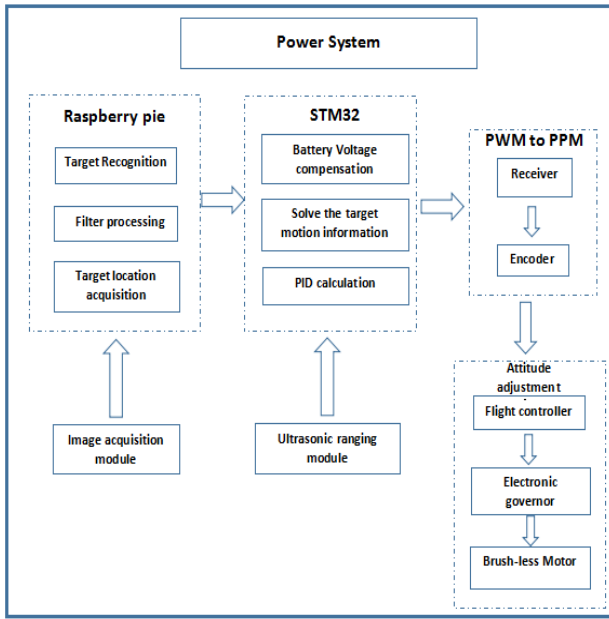 Power System
Raspberry pie
Target Recognition
Filter processing
Target location
acquisition
Image acquisition
module
STM32
Battery Voltage
compensation
Solve the target
motion information
PID calculation
Ultrasonic ranging
module
PWM to PPM
Receiver
Encoder
Attitude
adjustment
Flight controller
Electronic
governor
Brush-less Motor